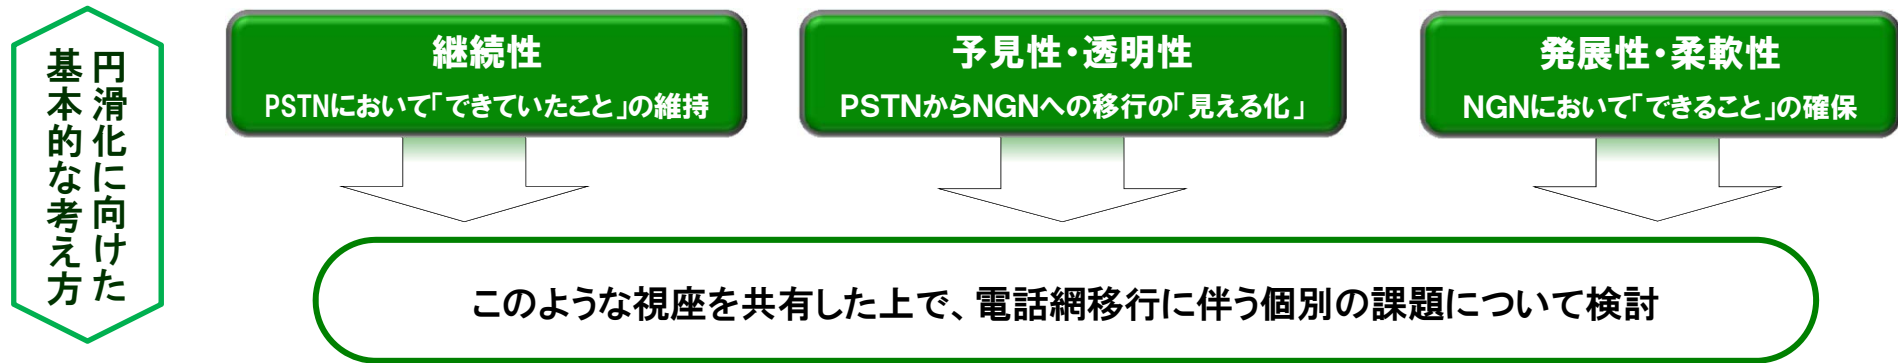 円滑化に向けた
基本的な考え方
継続性
PSTNにおいて「できていたこと」の維持
予見性・透明性
PSTNからNGNへの移行の「見える化」
発展性・柔軟性
NGNにおいて「できること」の確保
このような視座を共有した上で、電話網移行に伴う個別の課題について検討